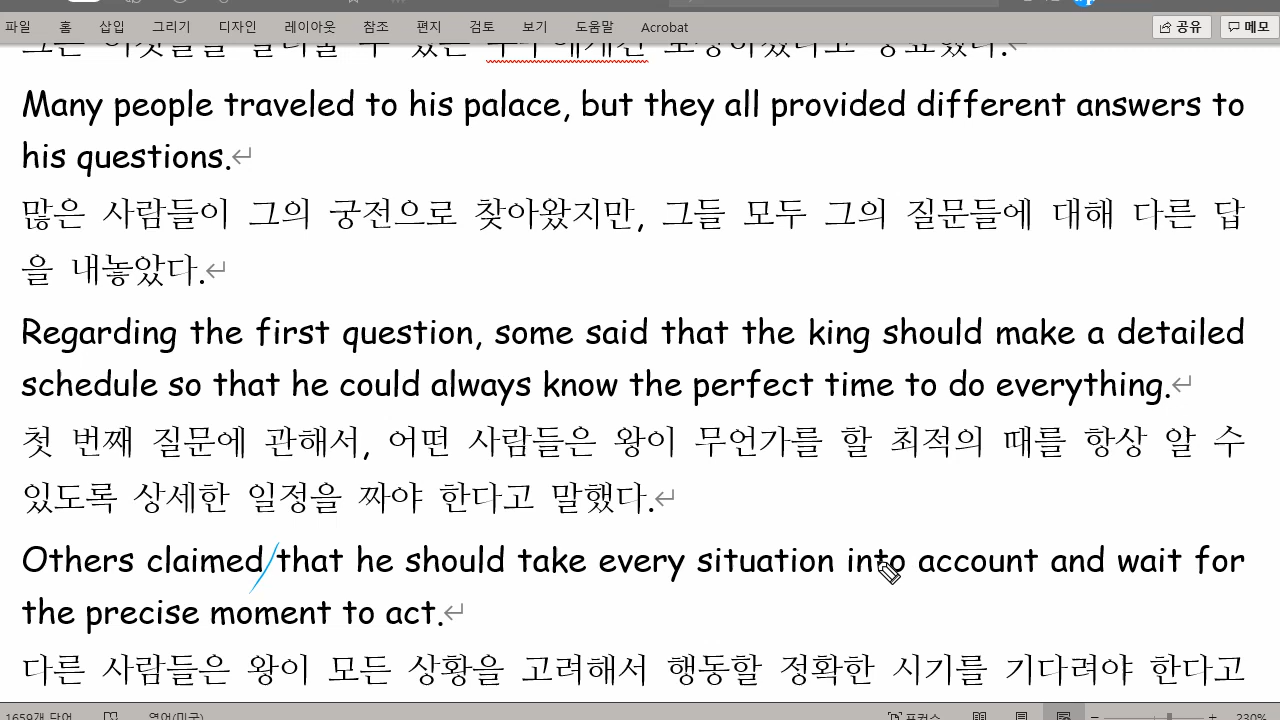 파일 홈 삽입 그리기 디자인 레이아웃 참조 편지 검토 보기 도움말 Acrobat 공유 메모
Many people traveled to his palace, but they all provided different answers to
his questions.↵
많은 사람들이 그의 궁전으로 찾아왔지만, 그들 모두 그의 질문들에 대해 다른 답
을 내놓았다.↵
Regarding the first question, some said that the king should make a detailed
schedule so that he could always know the perfect time to do everything.↵
첫 번째 질문에 관해서, 어떤 사람들은 왕이 무언가를 할 최적의 때를 항상 알 수
있도록 상세한 일정을 짜야 한다고 말했다.↵
Others claimed that he should take every situation into account and wait for
the precise moment to act.↵
다른 사람들은 왕이 모든 상황을 고려해서 행동할 정확한 시기를 기다려야 한다고
1659개 단어 영어(미국) 포커스 230%